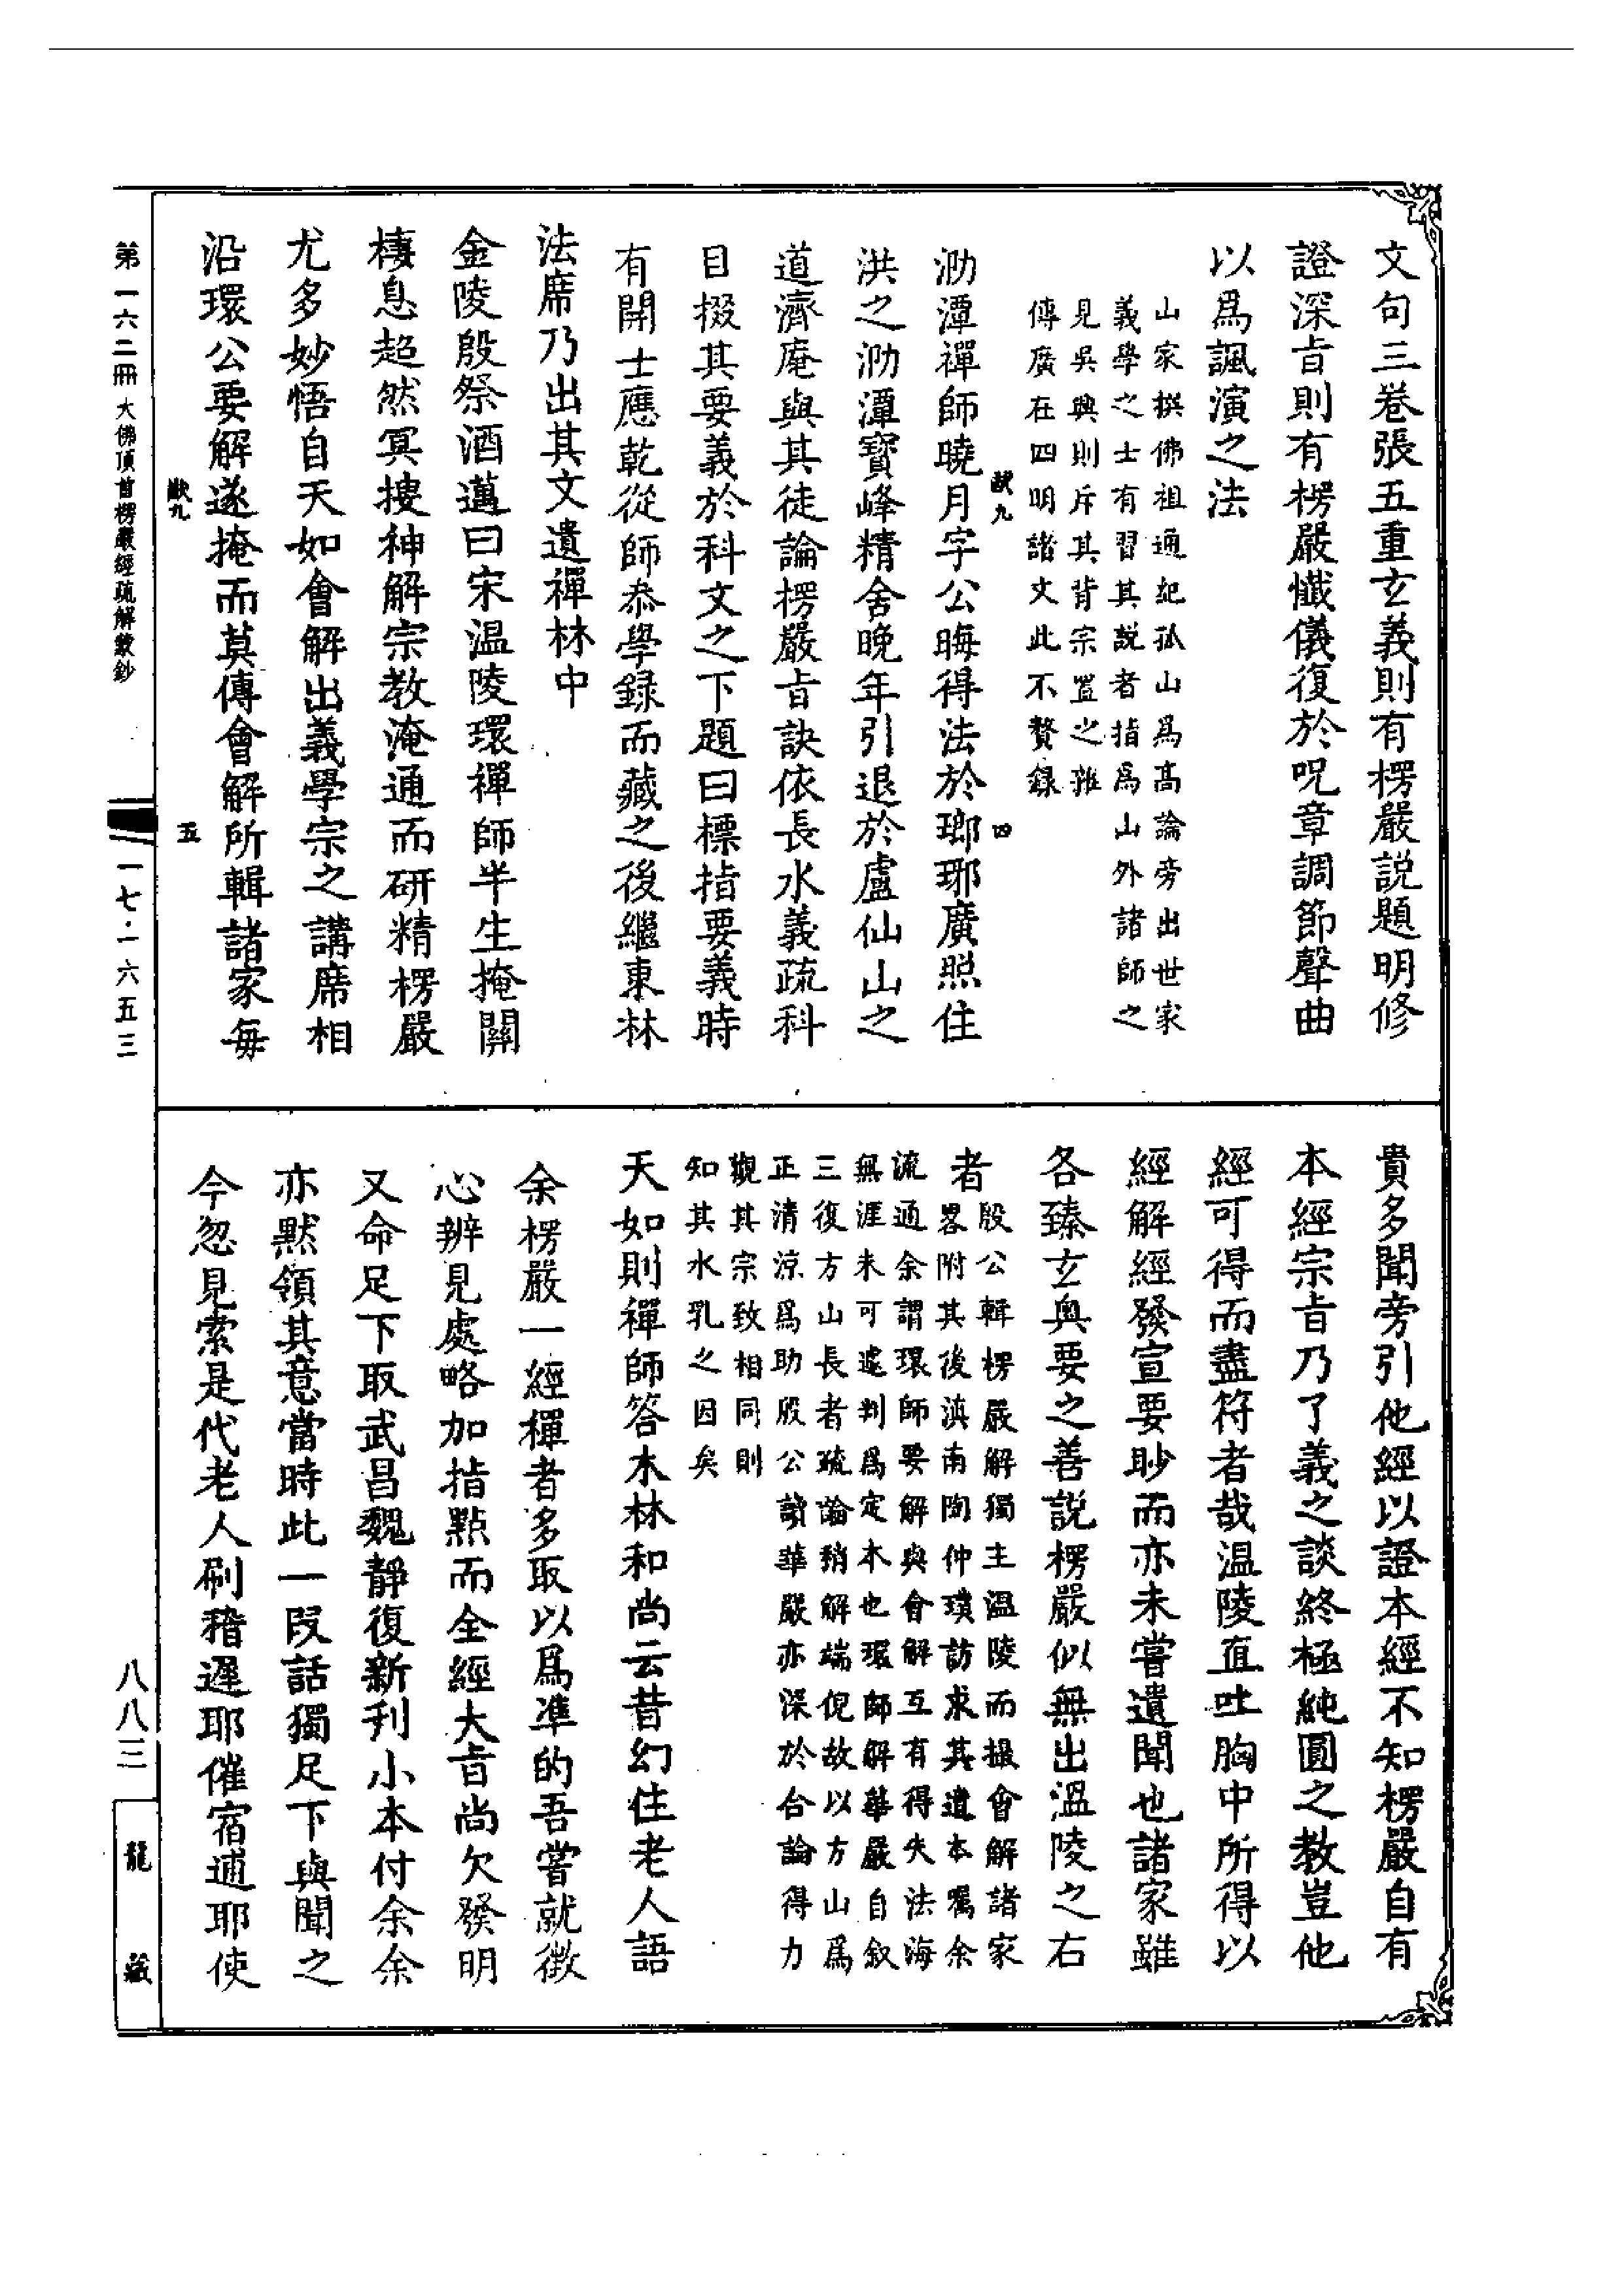 文句三卷張五重玄義則有楞嚴說題明修
證深旨則有楞嚴懺儀復於呪章調節聲曲
以爲諷演之法
山家撰佛祖通紀孤山爲高論旁出世家
義學之士有習其說者指爲山外諸師之
見吳興則斥其背宗置之雜
傳廣在四明諸文此不贅録
四
泐潭禪師曉月字公晦得法於瑯琊廣照住
洪之泐潭寶峰精舍晚年引退於盧仙山之
道濟庵與其徒論楞嚴旨訣依長水義疏科
目掇其要義於科文之下題曰標指要義時
有開士應乾從師叅學録而藏之後繼東林
法席乃出其文遺禪林中
金陵殷祭酒邁曰宋温陵環禪師半生掩關
棲息超然冥搜神解宗教淹通而研精楞嚴
尤多妙悟自天如會解出義學宗之講席相
沿環公要解遂掩而莫傳會解所輯諸家每
五
第一六二冊 大佛頂首楞嚴經疏解蒙鈔
一七·一六五三
貴多聞旁引他經以證本經不知楞嚴自有
本經宗旨乃了義之談終極純圓之教豈他
經可得而盡符者哉温陵直吐胸中所得以
經解經發宣要眇而亦未嘗遺聞也諸家雖
各臻玄奥要之善說楞嚴似無出溫陵之右
者
殷公輯楞嚴解獨主温陵而撮會解諸家
畧附其後滇南陶仲璞訪求其遺本囑余
流通余謂環師要解與會解互有得失法海
無涯未可遽判爲定本也環師解華嚴自叙
三復方山長者疏論稍解端倪故以方山爲
正清涼爲助殷公讀華嚴亦深於合論得力
觀其宗致相同則
知其水乳之因矣
天如則禪師答木林和尚云昔幻住老人語
余楞嚴一經禪者多取以爲準的吾嘗就徵
心辨見處略加指點而全經大旨尚欠發明
又命足下取武昌魏靜復新刋小本付余余
亦默領其意當時此一段話獨足下與聞之
今忽見索是代老人刷稽遲耶催宿逋耶使
八八三
龍藏